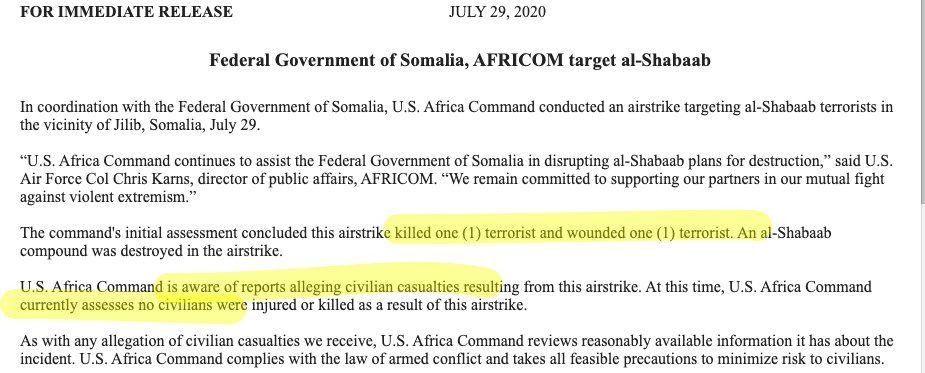 FOR IMMEDIATE RELEASE JULY 29, 2020
Federal Government of Somalia, AFRICOM target al-Shabaab
In coordination with the Federal Government of Somalia, U.S. Africa Command conducted an airstrike targeting al-Shabaab terrorists in
the vicinity of Jilib, Somalia, July 29.
“U.S. Africa Command continues to assist the Federal Government of Somalia in disrupting al-Shabaab plans for destruction,” said U.S.
Air Force Col Chris Karns, director of public affairs, AFRICOM. “We remain committed to supporting our partners in our mutual fight
against violent extremism.”
The command's initial assessment concluded this airstrike killed one (1) terrorist and wounded one (1) terrorist. An al-Shabaab
compound was destroyed in the airstrike.
U.S. Africa Command is aware of reports alleging civilian casualties resulting from this airstrike. At this time, U.S. Africa Command
currently assesses no civilians were injured or killed as a result of this airstrike.
As with any allegation of civilian casualties we receive, U.S. Africa Command reviews reasonably available information it has about the
incident. U.S. Africa Command complies with the law of armed conflict and takes all feasible precautions to minimize risk to civilians.